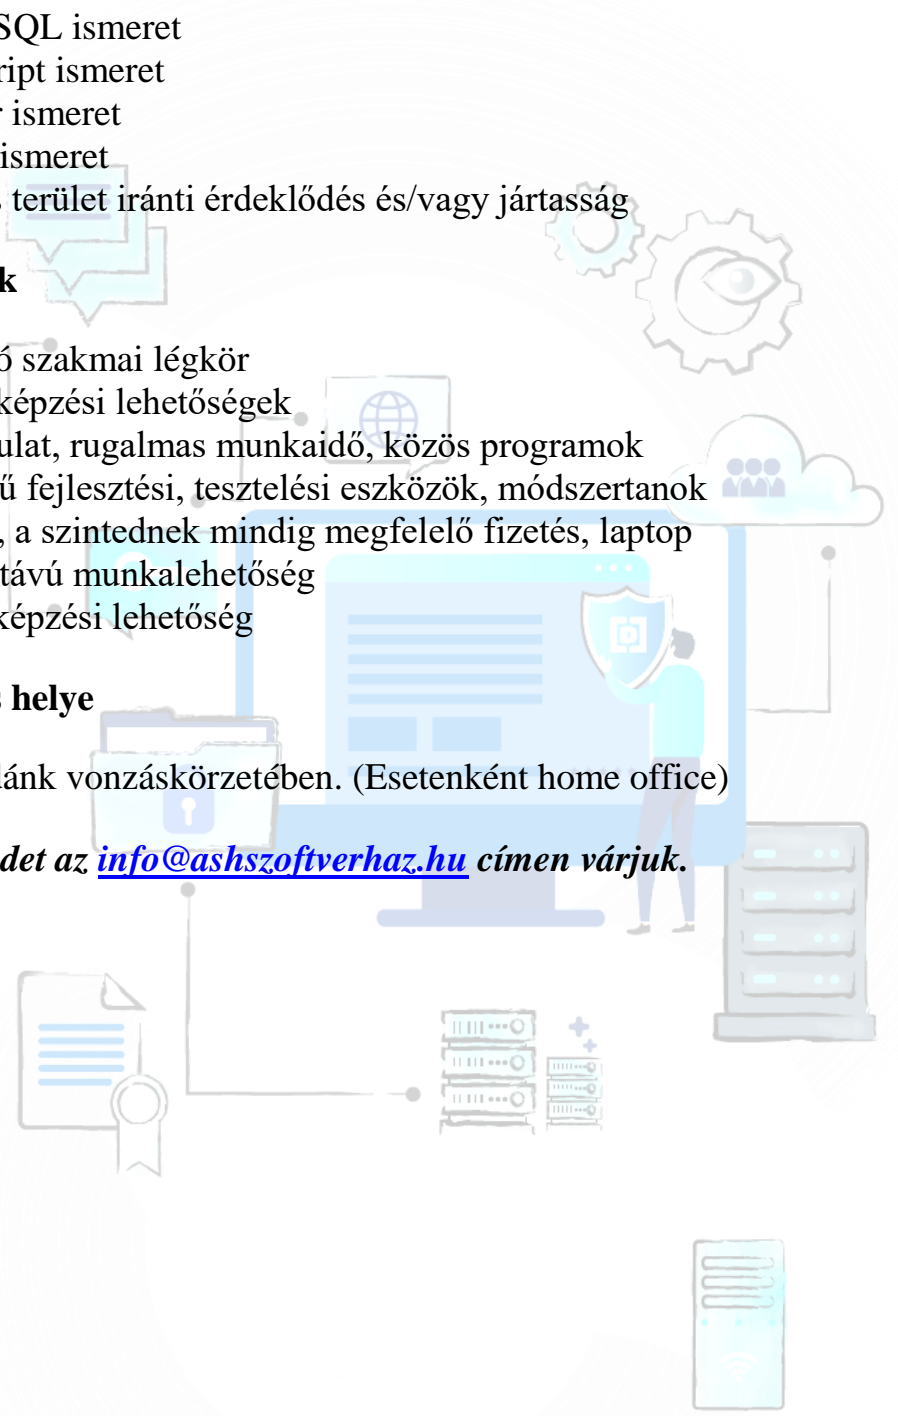 SQL ismeret
ript ismeret
r ismeret
ismeret
s terület iránti érdeklődés és/vagy jártasság
k
ó szakmai légkör
képzési lehetőségek
ulat, rugalmas munkaidő, közös programok
ű fejlesztési, tesztelési eszközök, módszertanok
, a szintednek mindig megfelelő fizetés, laptop
távú munkalehetőség
képzési lehetőség
s helye
dánk vonzáskörzetében. (Esetenként home office)
det az info@ashszoftverhaz.hu címen várjuk.